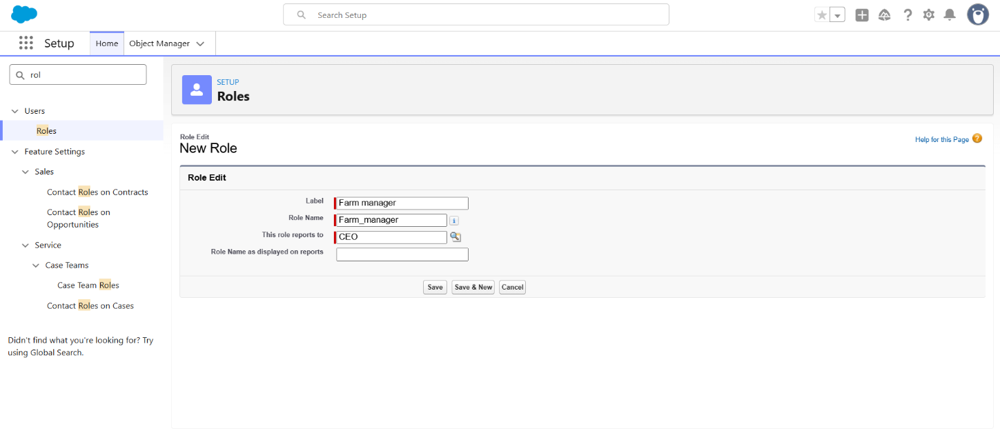 Search Setup
Setup
Home
Object Manager
rol
Users
Roles
Feature Settings
Sales
Contact Roles on Contracts
Contact Roles on
Opportunities
Service
Case Teams
Case Team Roles
Contact Roles on Cases
Didn't find what you're looking for? Try
using Global Search.
SETUP
Roles
Role Edit
New Role
Help for this Page
Role Edit
Label
Farm manager
Role Name
Farm_manager
This role reports to
CEO
Role Name as displayed on reports
Save
Save & New
Cancel